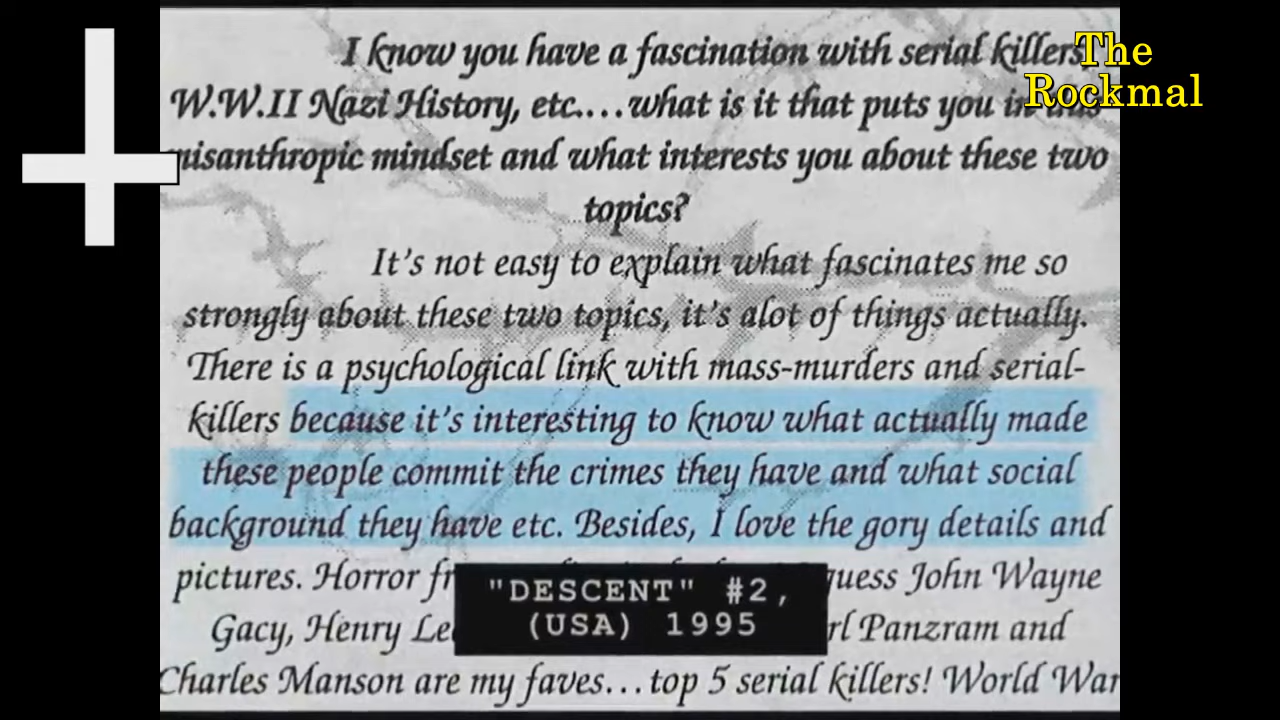 I know you have a fascination with serial killers,
W.W.II Nazi History, etc....what is it that puts you in this
misanthropic mindset and what interests you about these two
topics?
It's not easy to explain what fascinates me so
strongly about these two topics, it's alot of things actually.
There is a psychological link with mass-murders and serial-
killers because it's interesting to know what actually made
these people commit the crimes they have and what social
background they have etc. Besides, I love the gory details and
pictures. Horror guess John Wayne
Gacy, Henry Panzram and
Charles Manson are my faves...top 5 serial killers! World War
"DESCENT" #2,
(USA) 1995
The
Rockmal